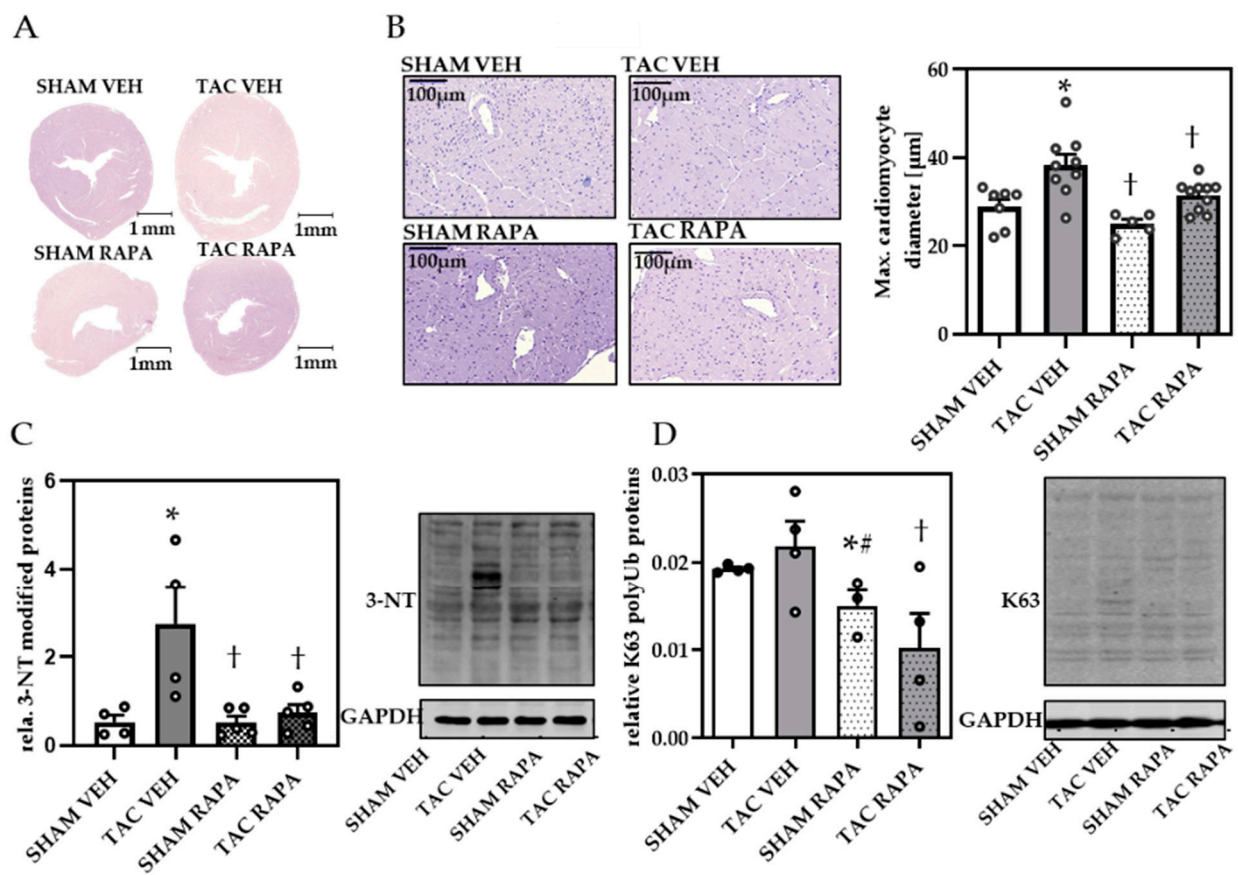 A
SHAM VEH
TAC VEH
1mm
1mm
SHAM RAPA
TAC RAPA
1mm
1mm
B
SHAM VEH
TAC VEH
100μm
100μm
SHAM RAPA
TAC RAPA
100μm
100μm
Max. cardiomyocyte
diameter [μm]
60
40
20
0
*
†
†
SHAM VEH
TAC VEH
SHAM RAPA
TAC RAPA
C
rela. 3-NT modified proteins
6
4
2
0
*
†
†
SHAM VEH
TAC VEH
SHAM RAPA
TAC RAPA
3-NT
GAPDH
SHAM VEH
TAC VEH
SHAM RAPA
TAC RAPA
D
relative K63 polyUb proteins
0.03
0.02
0.01
0.00
*#
†
SHAM VEH
TAC VEH
SHAM RAPA
TAC RAPA
K63
GAPDH
SHAM VEH
TAC VEH
SHAM RAPA
TAC RAPA